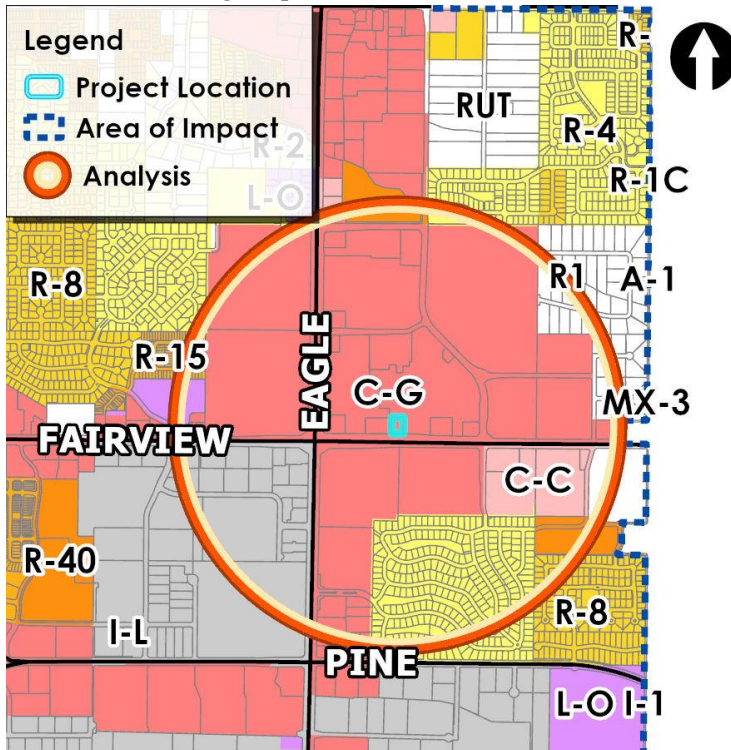 Legend
Project Location
Area of Impact
Analysis
R-
RUT
R-4
R-2
R-1C
L-O
R1
A-1
R-8
EAGLE
R-15
C-G
MX-3
FAIRVIEW
C-C
R-40
R-8
I-L
PINE
L-O I-1